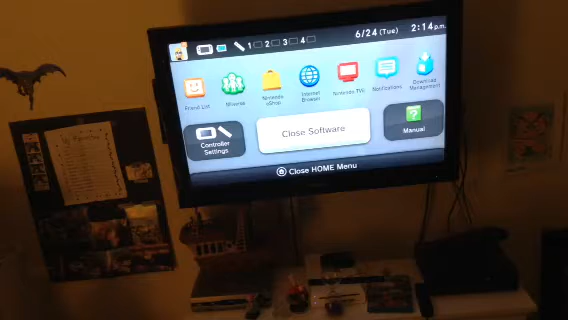 1 2 3 4
6/24 (Tue) 2:14 p.m.
Friend List
Miiverse
Nintendo eShop
Internet Browser
Nintendo TVii
Notifications
Download Management
Controller Settings
Close Software
Manual
Close HOME Menu